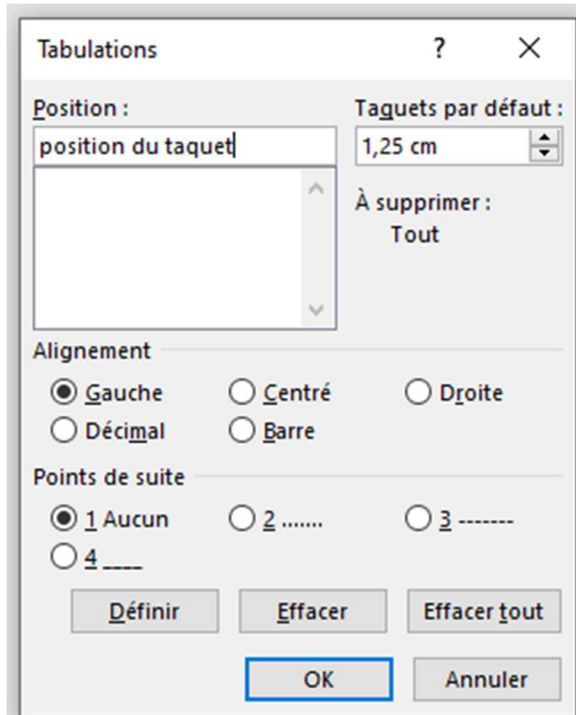 Tabulations ? ×
Position : Taquets par défaut :
position du taquet 1,25 cm
À supprimer :
Tout
Alignement
Gauche Centré Droite
Décimal Barre
Points de suite
1 Aucun 2 ....... 3 -------
4 ____
Définir Effacer Effacer tout
OK Annuler